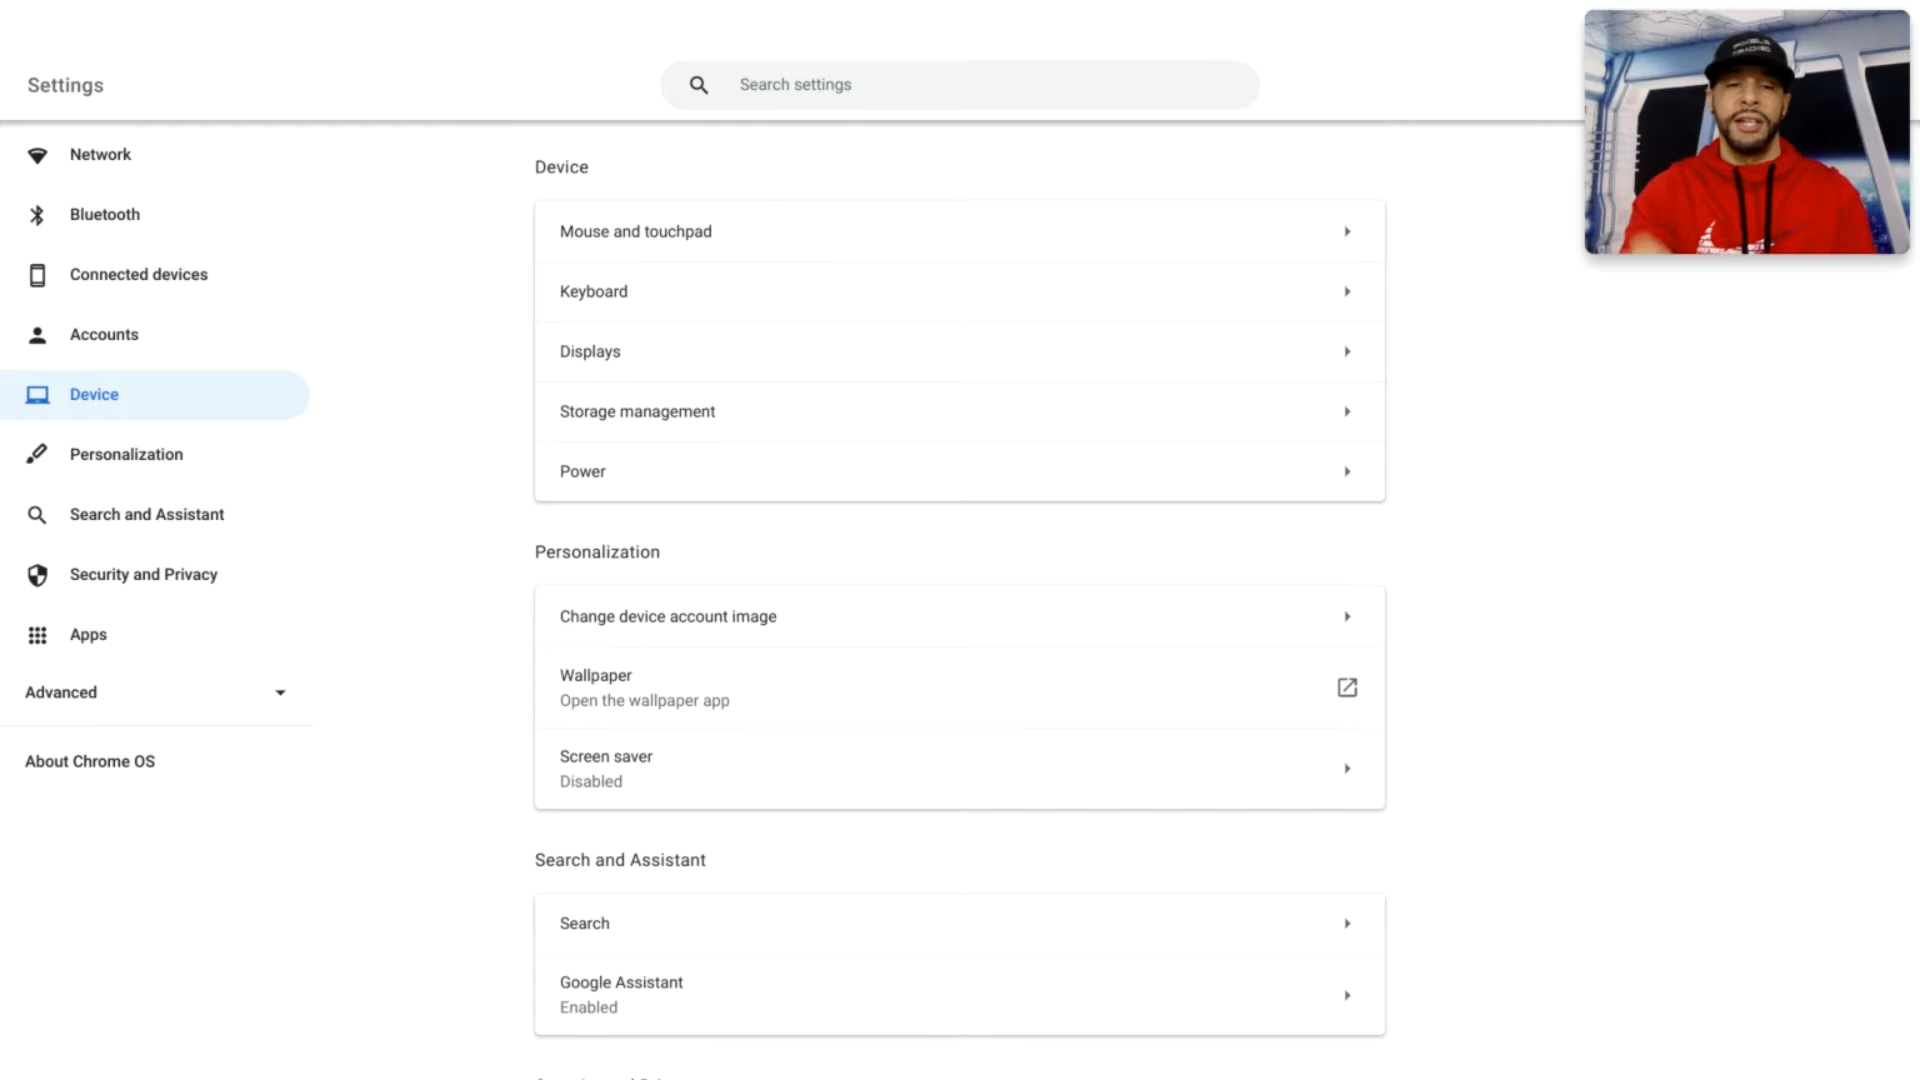 Settings
Search settings
Network
Bluetooth
Connected devices
Accounts
Device
Personalization
Search and Assistant
Security and Privacy
Apps
Advanced
About Chrome OS
Device
Mouse and touchpad
Keyboard
Displays
Storage management
Power
Personalization
Change device account image
Wallpaper
Open the wallpaper app
Screen saver
Disabled
Search and Assistant
Search
Google Assistant
Enabled